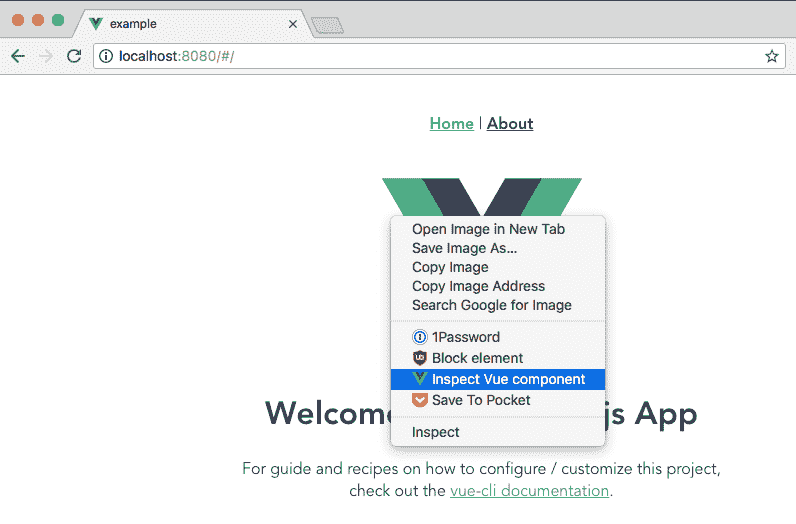 example
localhost:8080/#/
Home | About
Open Image in New Tab
Save Image As...
Copy Image
Copy Image Address
Search Google for Image
1Password
Block element
Inspect Vue component
Save To Pocket
Welcome js App
Inspect
For guide and recipes on how to configure / customize this project,
check out the vue-cli documentation.